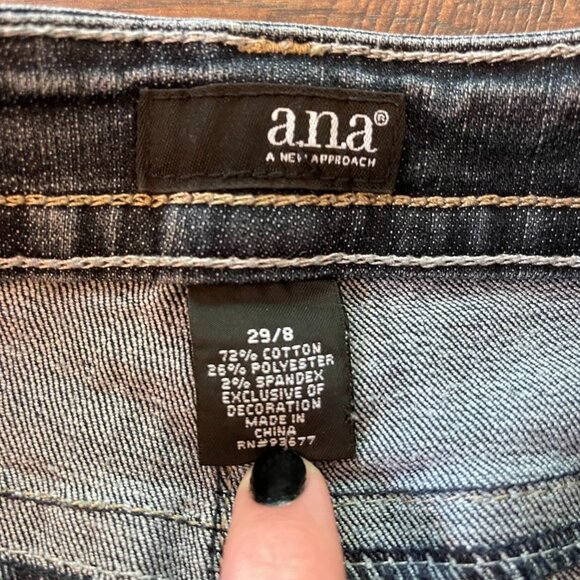 a.n.a®
A NEW APPROACH
29/8
72% COTTON
26% POLYESTER
2% SPANDEX
EXCLUSIVE OF
DECORATION
MADE IN
CHINA
RN#93677